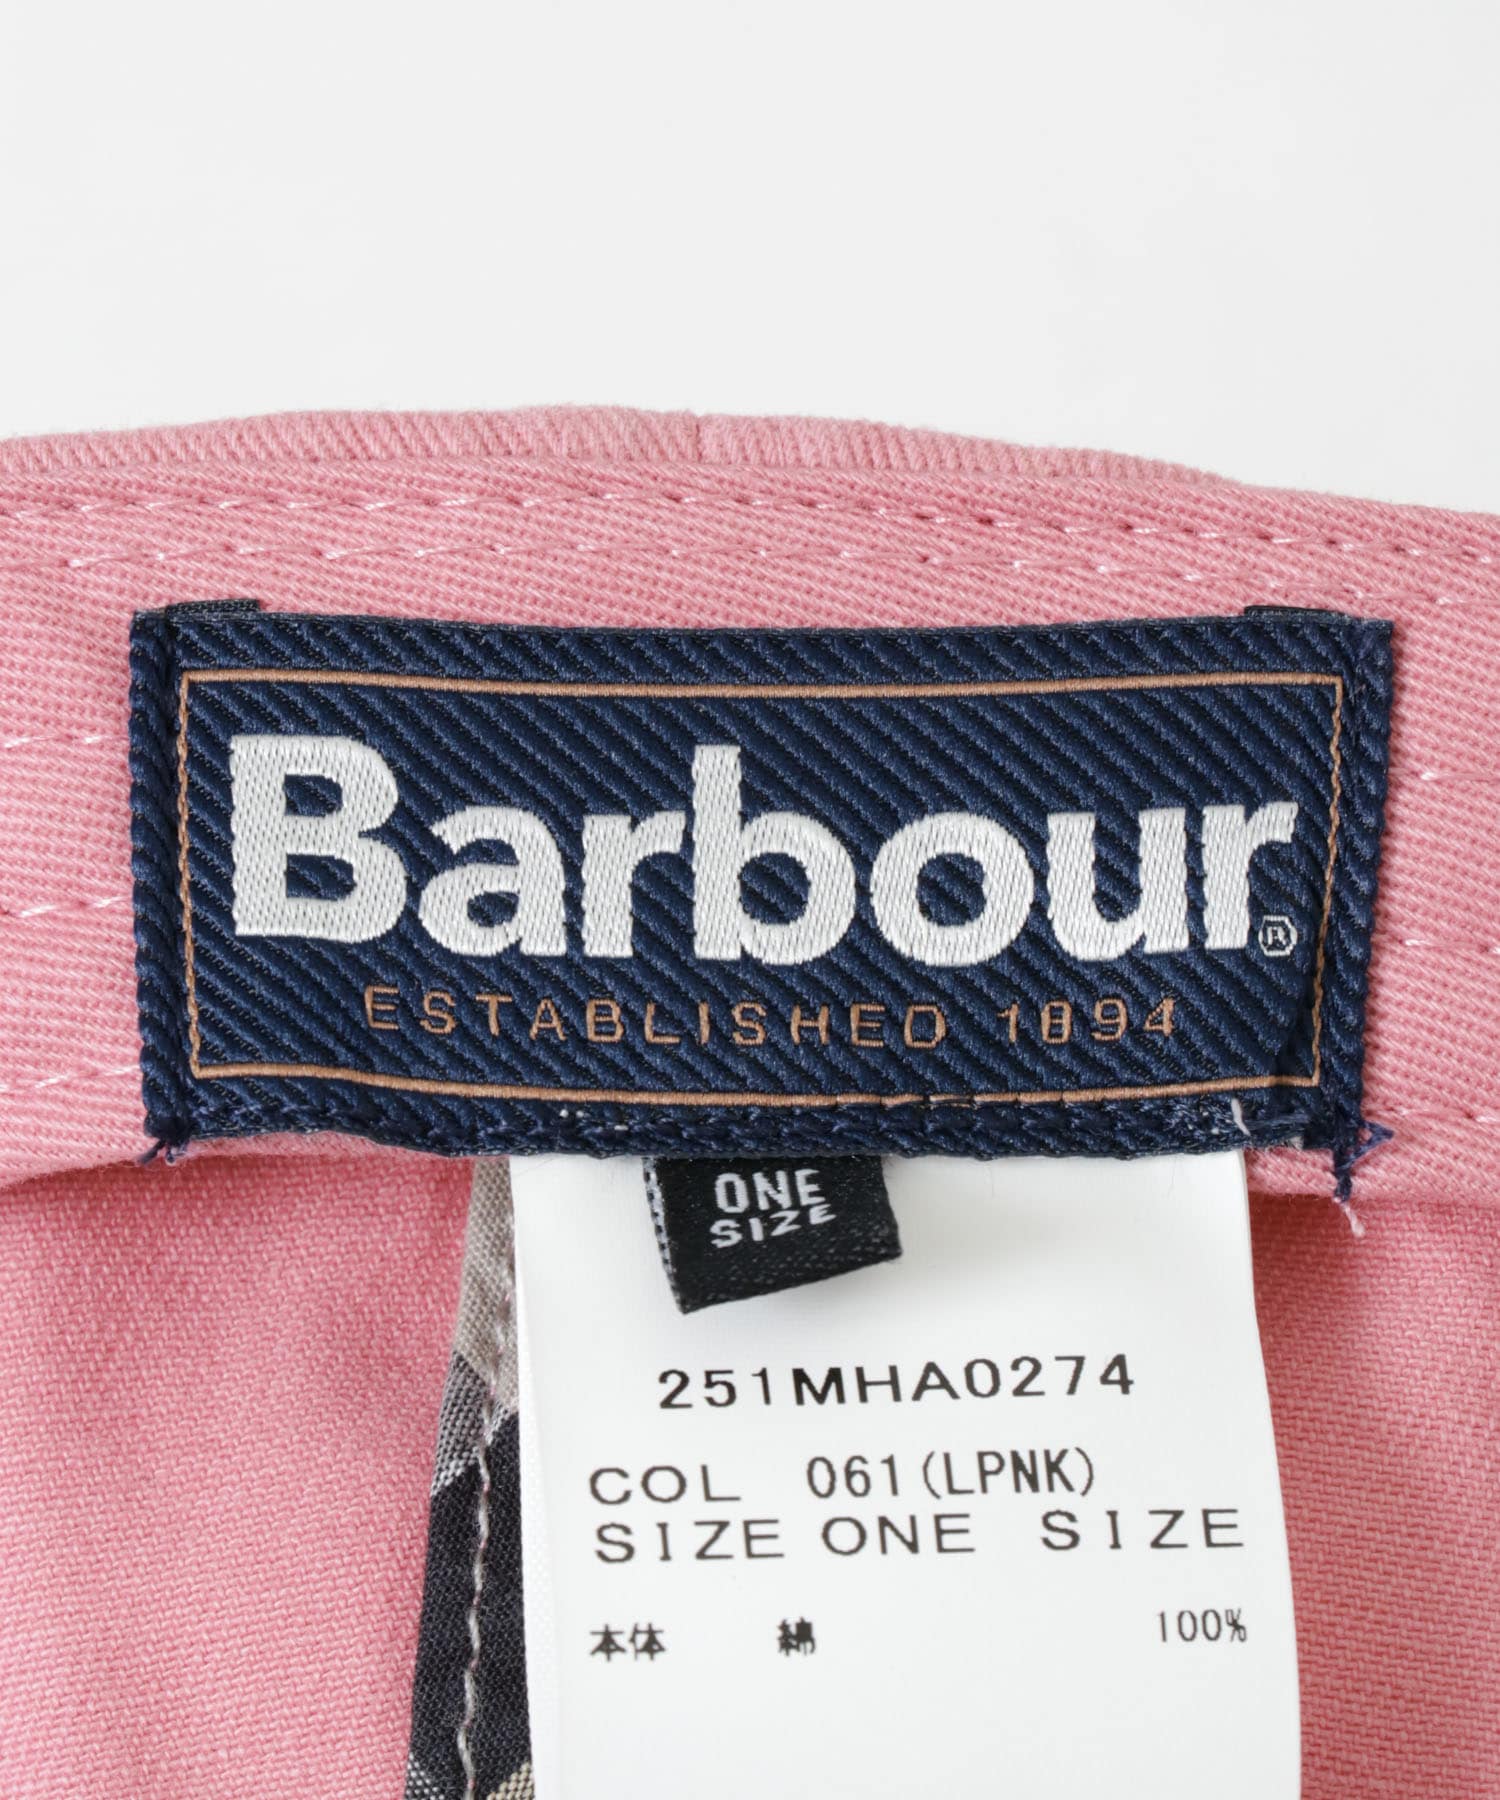 Barbour®
ESTABLISHED 1894
ONE
SIZE
251MHA0274
COL 061(LPNK)
SIZE ONE SIZE
本体 綿 100%